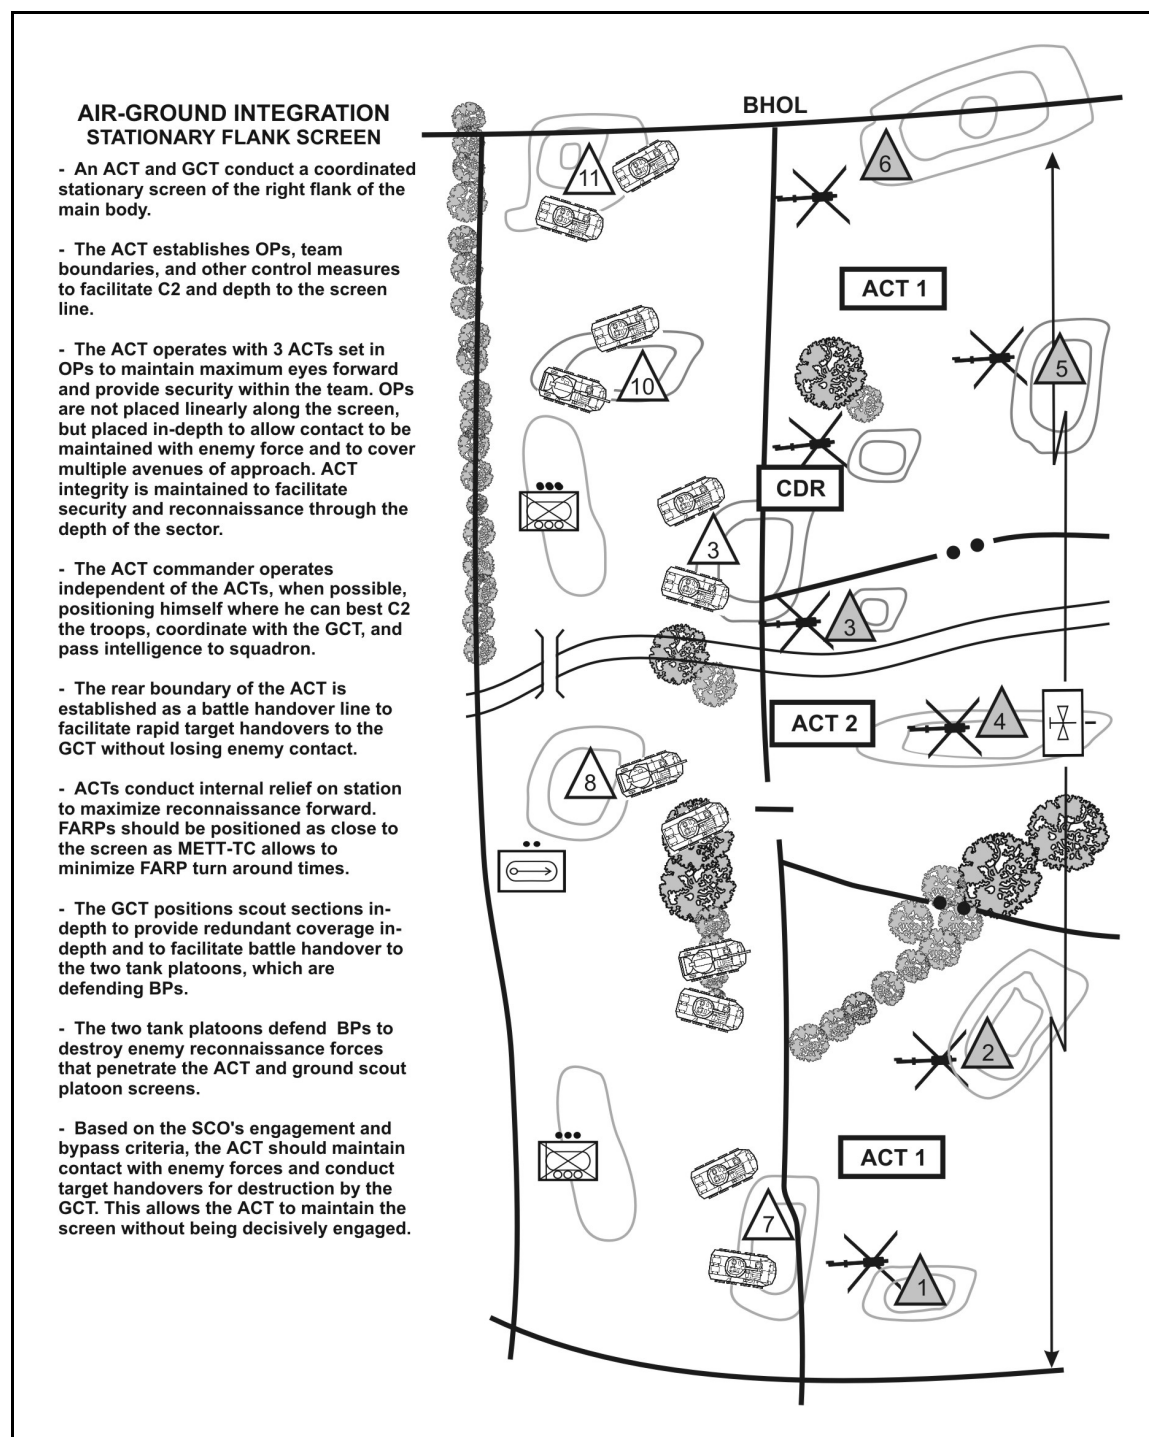 AIR-GROUND INTEGRATION
STATIONARY FLANK SCREEN
- An ACT and GCT conduct a coordinated
stationary screen of the right flank of the
main body.
- The ACT establishes OPs, team
boundaries, and other control measures
to facilitate C2 and depth to the screen
line.
- The ACT operates with 3 ACTs set in
OPs to maintain maximum eyes forward
and provide security within the team. OPs
are not placed linearly along the screen,
but placed in-depth to allow contact to be
maintained with enemy force and to cover
multiple avenues of approach. ACT
integrity is maintained to facilitate
security and reconnaissance through the
depth of the sector.
- The ACT commander operates
independent of the ACTs, when possible,
positioning himself where he can best C2
the troops, coordinate with the GCT, and
pass intelligence to squadron.
- The rear boundary of the ACT is
established as a battle handover line to
facilitate rapid target handovers to the
GCT without losing enemy contact.
- ACTs conduct internal relief on station
to maximize reconnaissance forward.
FARPs should be positioned as close to
the screen as METT-TC allows to
minimize FARP turn around times.
- The GCT positions scout sections in-
depth to provide redundant coverage in-
depth and to facilitate battle handover to
the two tank platoons, which are
defending BPs.
- The two tank platoons defend BPs to
destroy enemy reconnaissance forces
that penetrate the ACT and ground scout
platoon screens.
- Based on the SCO's engagement and
bypass criteria, the ACT should maintain
contact with enemy forces and conduct
target handovers for destruction by the
GCT. This allows the ACT to maintain the
screen without being decisively engaged.
BHOL
6
11
ACT 1
5
10
CDR
3
3
4
ACT 2
8
2
ACT 1
7
1